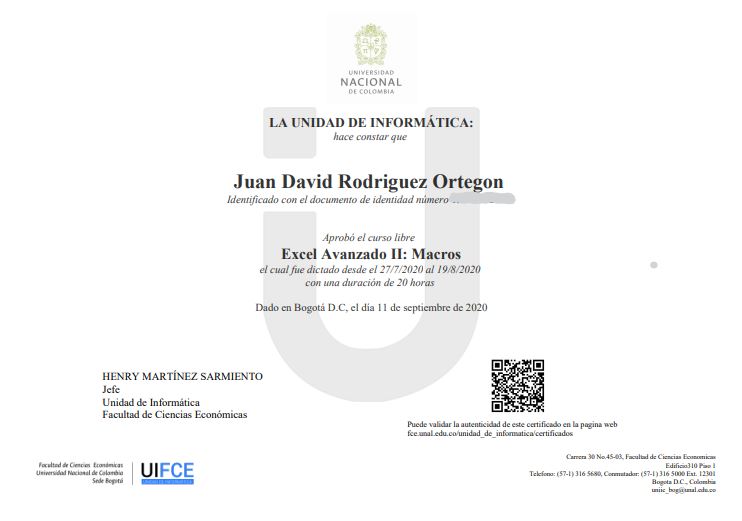 UNIVERSIDAD
NACIONAL
DE COLOMBIA
LA UNIDAD DE INFORMÁTICA:
hace constar que
Juan David Rodriguez Ortegon
Identificado con el documento de identidad número
Aprobó el curso libre
Excel Avanzado II: Macros
el cual fue dictado desde el 27/7/2020 al 19/8/2020
con una duración de 20 horas
Dado en Bogotá D.C, el día 11 de septiembre de 2020
HENRY MARTÍNEZ SARMIENTO
Jefe
Unidad de Informática
Facultad de Ciencias Económicas
Puede validar la autenticidad de este certificado en la pagina web
fce.unal.edu.co/unidad_de_informatica/certificados
Facultad de Ciencias Económicas
Universidad Nacional de Colombia
Sede Bogotá
UIFCE
UNIDAD DE INFORMÁTICA
Carrera 30 No.45-03, Facultad de Ciencias Economicas
Edificio310 Piso 1
Telefono: (57-1) 316 5680, Conmutador: (57-1) 316 5000 Ext. 12301
Bogota D.C., Colombia
uniic_bog@unal.edu.co